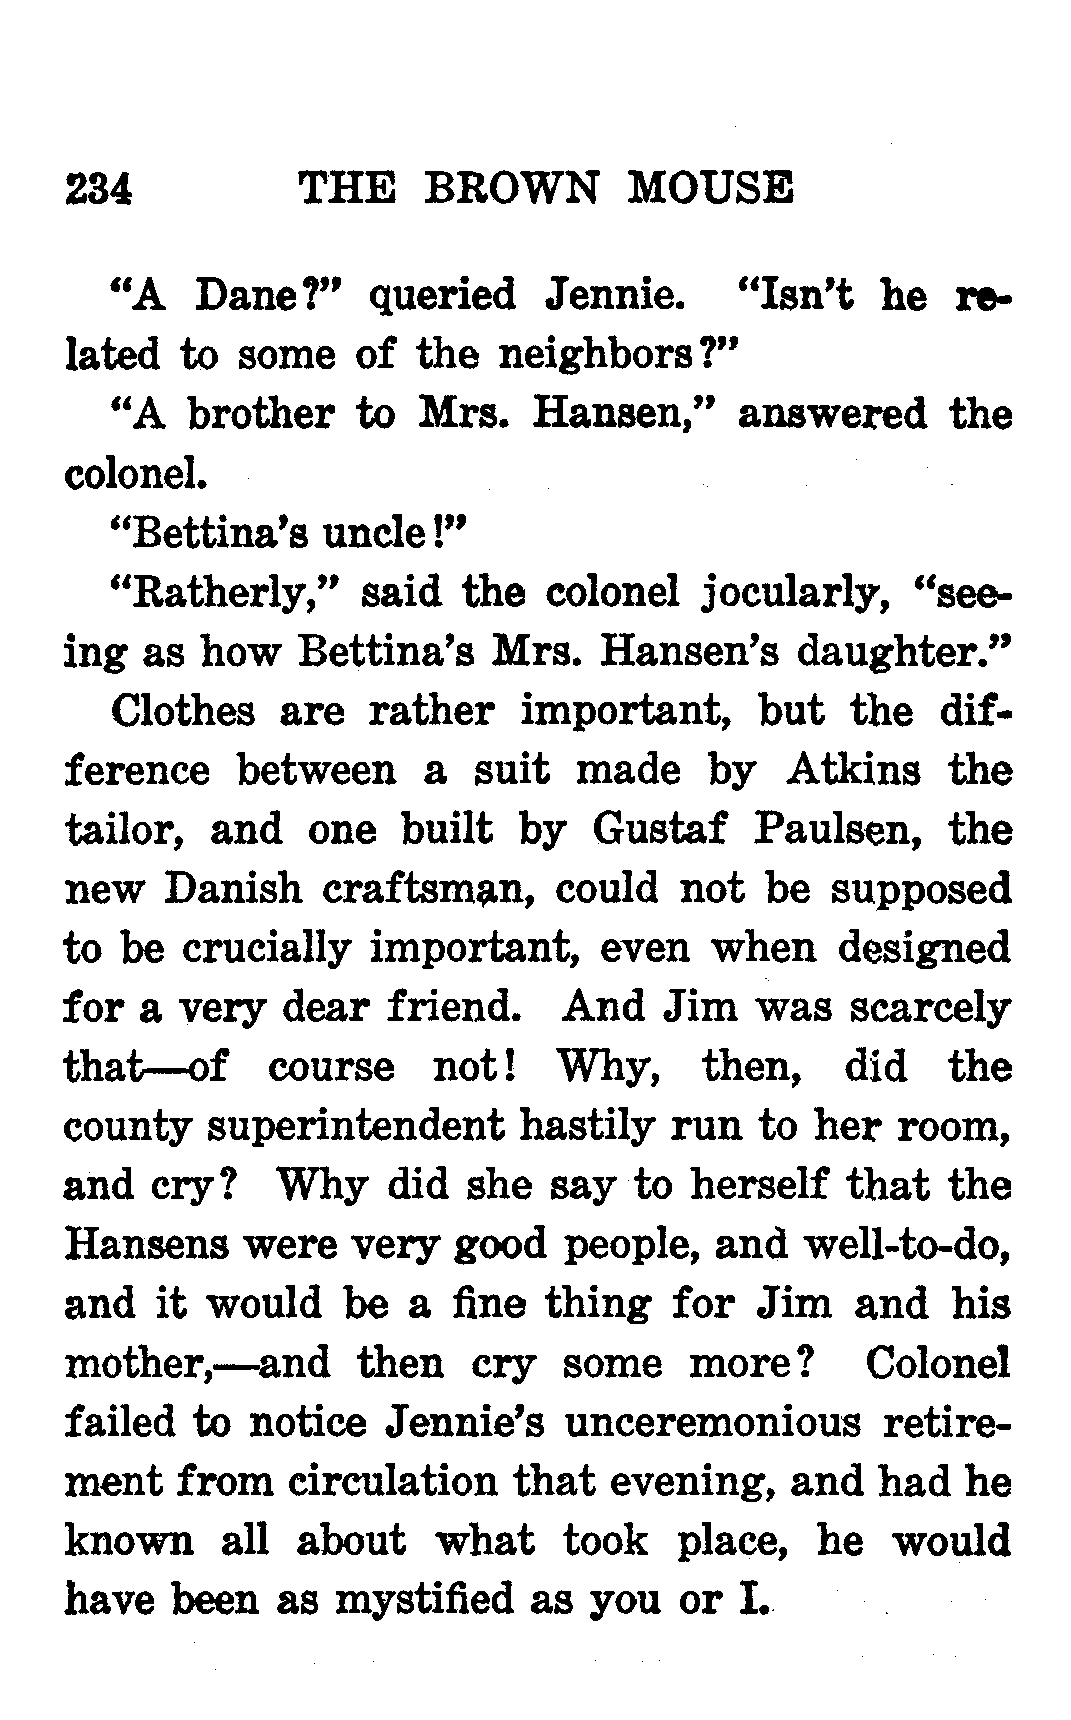 234 THE BROWN MOUSE
“A Dane?” queried Jennie. “Isn’t he re-
lated to some of the neighbors?”
“A brother to Mrs. Hansen,” answered the
colonel.
“Bettina’s uncle!”
“Ratherly,” said the colonel jocularly, “see-
ing as how Bettina’s Mrs. Hansen’s daughter.”
Clothes are rather important, but the dif-
ference between a suit made by Atkins the
tailor, and one built by Gustaf Paulsen, the
new Danish craftsman, could not be supposed
to be crucially important, even when designed
for a very dear friend. And Jim was scarcely
that—of course not! Why, then, did the
county superintendent hastily run to her room,
and cry? Why did she say to herself that the
Hansens were very good people, and well-to-do,
and it would be a fine thing for Jim and his
mother,—and then cry some more? Colonel
failed to notice Jennie’s unceremonious retire-
ment from circulation that evening, and had he
known all about what took place, he would
have been as mystified as you or I.